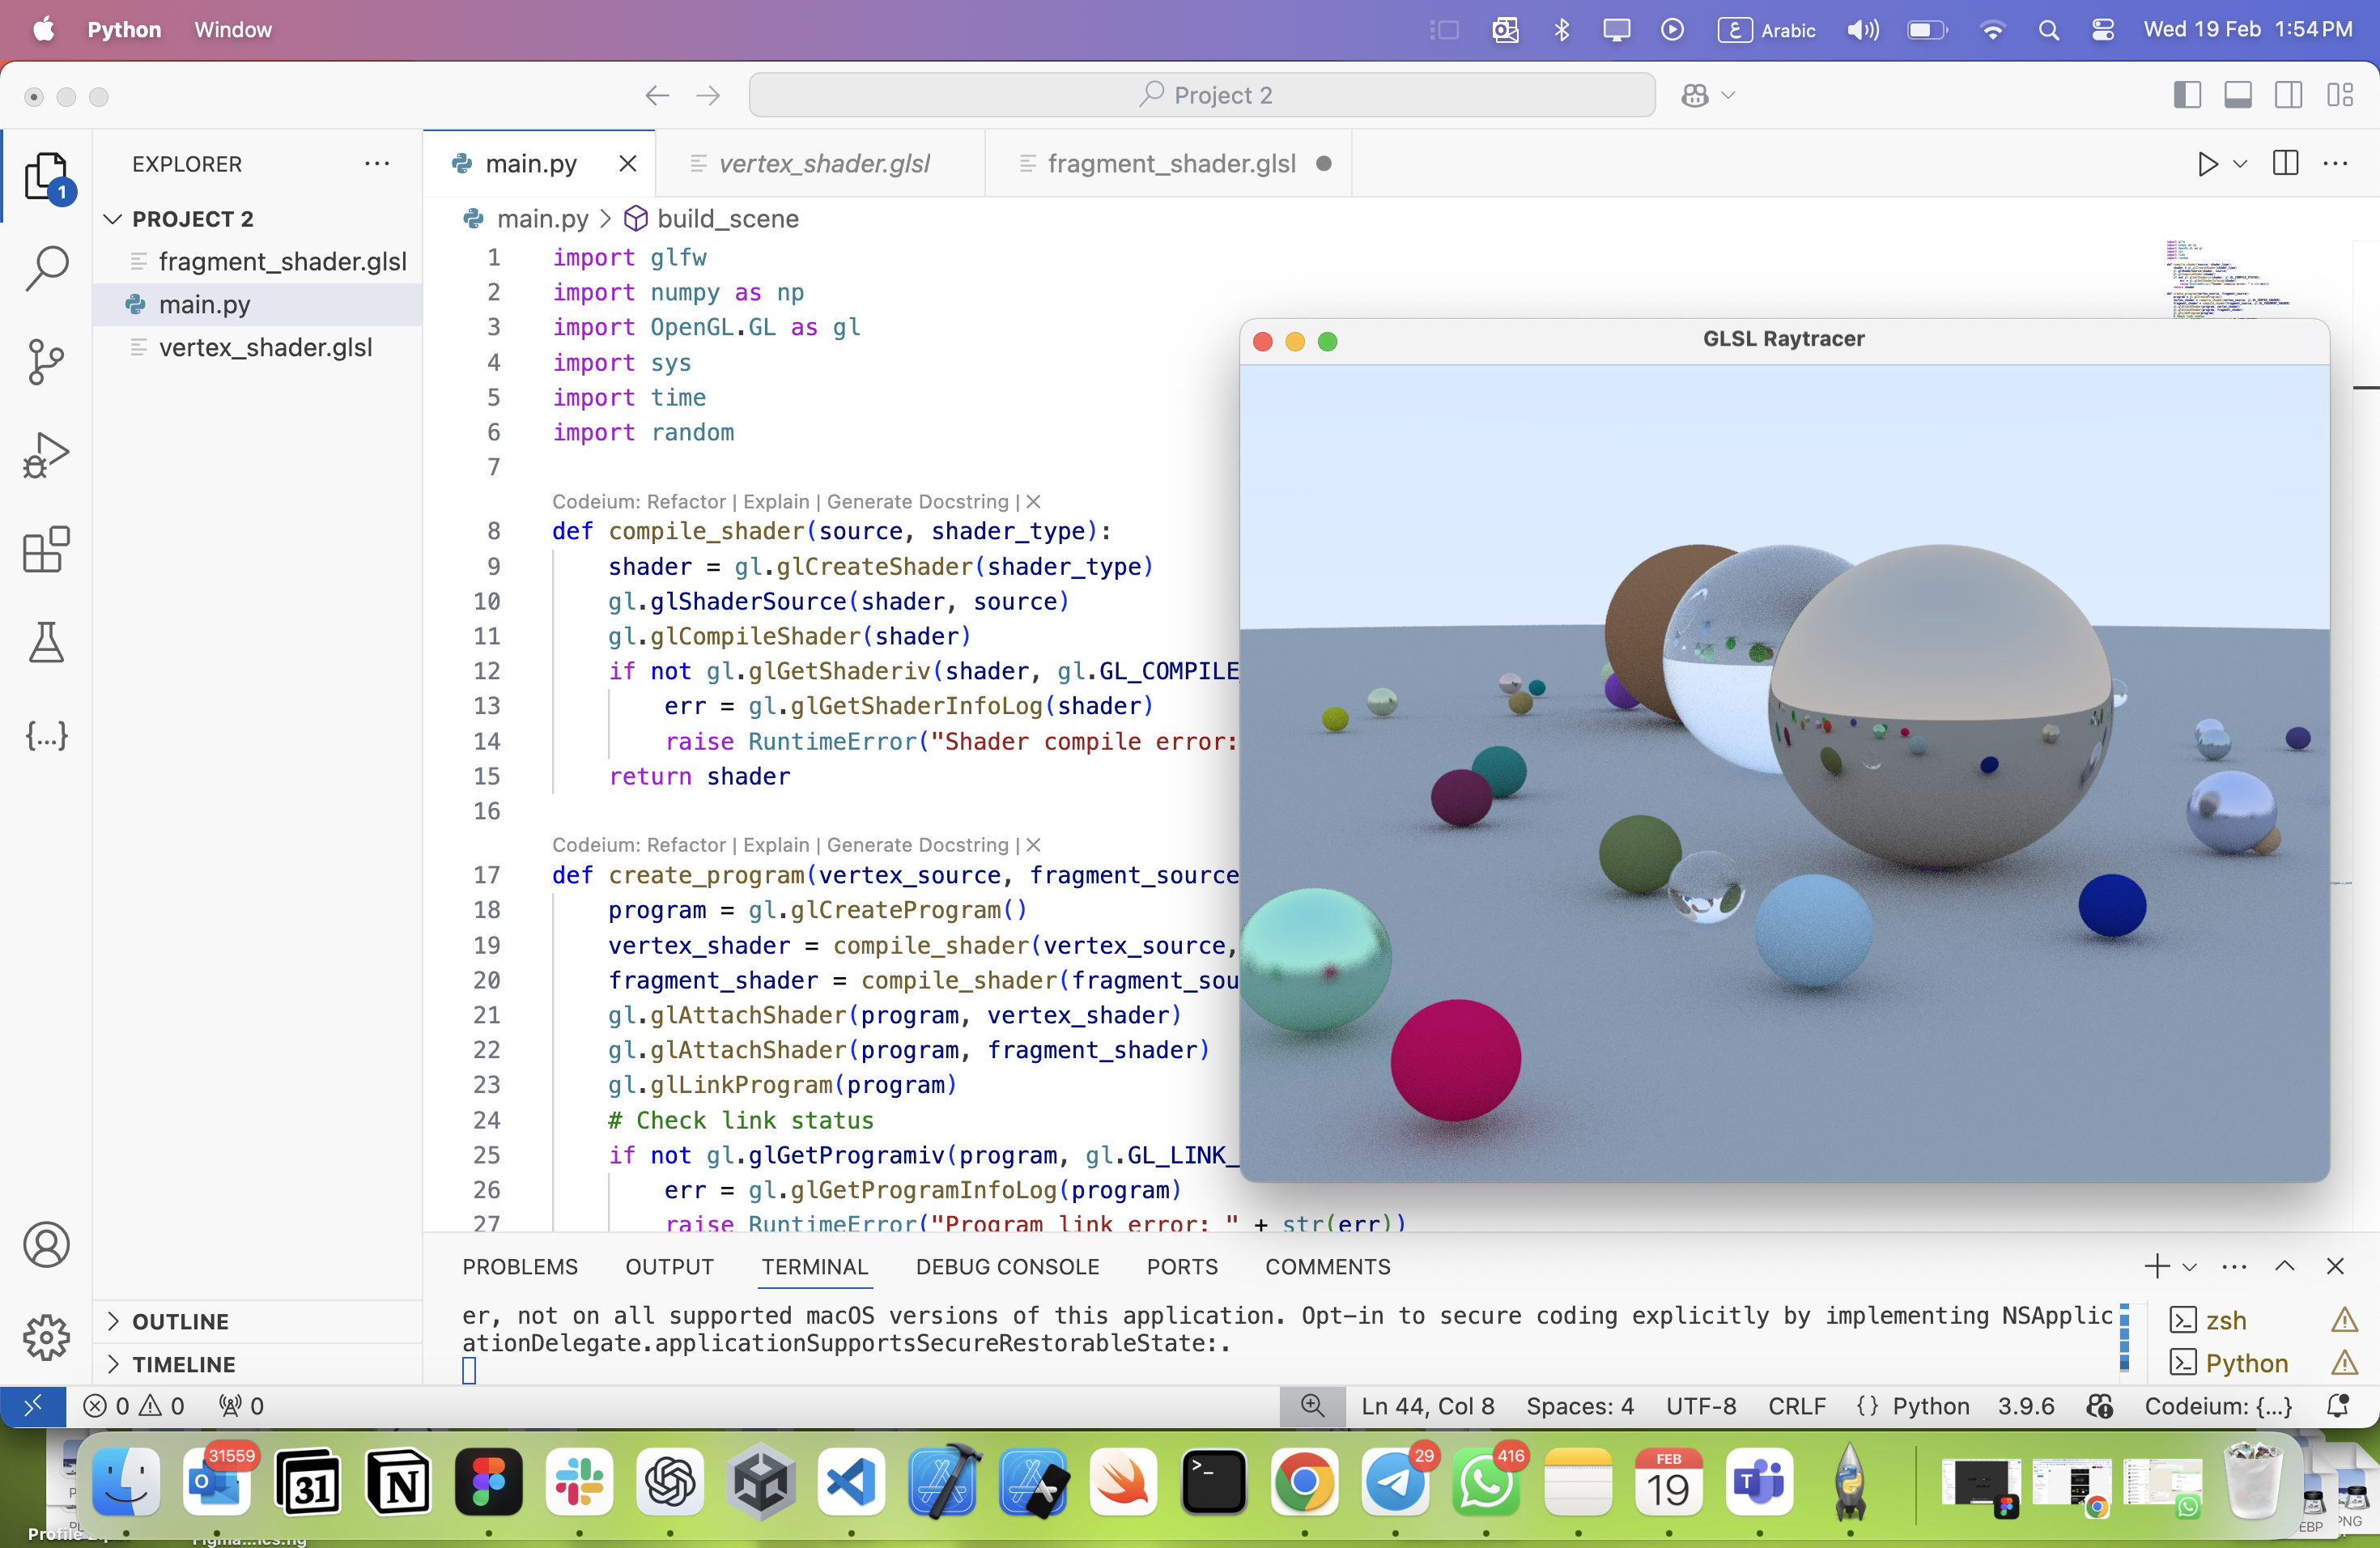 Python Window
ع Arabic Wed 19 Feb 1:54 PM
Project 2
EXPLORER
1
PROJECT 2
fragment_shader.glsl
main.py
vertex_shader.glsl
OUTLINE
TIMELINE
main.py vertex_shader.glsl fragment_shader.glsl
main.py > build_scene
1 import glfw
2 import numpy as np
3 import OpenGL.GL as gl
4 import sys
5 import time
6 import random
7
Codeium: Refactor | Explain | Generate Docstring | ×
8 def compile_shader(source, shader_type):
9 shader = gl.glCreateShader(shader_type)
10 gl.glShaderSource(shader, source)
11 gl.glCompileShader(shader)
12 if not gl.glGetShaderiv(shader, gl.GL_COMPILE
13 err = gl.glGetShaderInfoLog(shader)
14 raise RuntimeError("Shader compile error:
15 return shader
16
Codeium: Refactor | Explain | Generate Docstring | ×
17 def create_program(vertex_source, fragment_source
18 program = gl.glCreateProgram()
19 vertex_shader = compile_shader(vertex_source,
20 fragment_shader = compile_shader(fragment_sou
21 gl.glAttachShader(program, vertex_shader)
22 gl.glAttachShader(program, fragment_shader)
23 gl.glLinkProgram(program)
24 # Check link status
25 if not gl.glGetProgramiv(program, gl.GL_LINK_
26 err = gl.glGetProgramInfoLog(program)
27 raise RuntimeError("Program link error: " + str(err))
GLSL Raytracer
PROBLEMS OUTPUT TERMINAL DEBUG CONSOLE PORTS COMMENTS
er, not on all supported macOS versions of this application. Opt-in to secure coding explicitly by implementing NSApplic
ationDelegate.applicationSupportsSecureRestorableState:.
zsh
Python
0 0 0 Ln 44, Col 8 Spaces: 4 UTF-8 CRLF {} Python 3.9.6 Codeium: {...}
31559
31
29
416
FEB
19
Profile
EBP
PNG